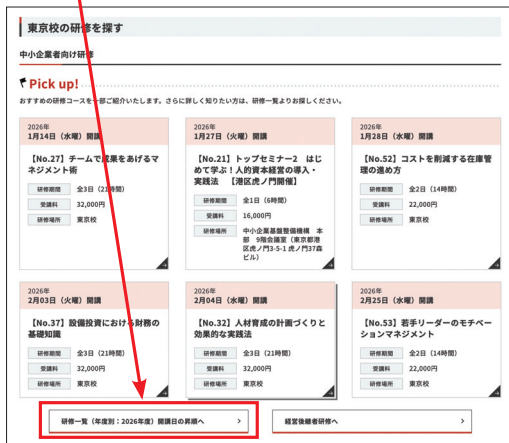 東京校の研修を探す
中小企業者向け研修
Pick up!
おすすめの研修コースを一部ご紹介いたします。さらに詳しく知りたい方は、研修一覧よりお探しください。
2026年
1月14日（水曜）開講
【No.27】チームで成果をあげるマ
ネジメント術
研修期間 全3日（21時間）
受講料 32,000円
研修場所 東京校
2026年
1月27日（火曜）開講
【No.21】トップセミナー2 はじ
めて学ぶ！人的資本経営の導入・
実践法 【港区虎ノ門開催】
研修期間 全1日（6時間）
受講料 16,000円
研修場所 中小企業基盤整備機構 本
部 9階会議室（東京都港
区虎ノ門3-5-1 虎ノ門37森
ビル）
2026年
1月28日（水曜）開講
【No.52】コストを削減する在庫管
理の進め方
研修期間 全2日（14時間）
受講料 22,000円
研修場所 東京校
2026年
2月03日（火曜）開講
【No.37】設備投資における財務の
基礎知識
研修期間 全3日（21時間）
受講料 32,000円
研修場所 東京校
2026年
2月04日（水曜）開講
【No.32】人材育成の計画づくりと
効果的な実践法
研修期間 全3日（21時間）
受講料 32,000円
研修場所 東京校
2026年
2月25日（水曜）開講
【No.53】若手リーダーのモチベー
ションマネジメント
研修期間 全2日（14時間）
受講料 22,000円
研修場所 東京校
研修一覧（年度別：2026年度）開講日の昇順へ
経営後継者研修へ